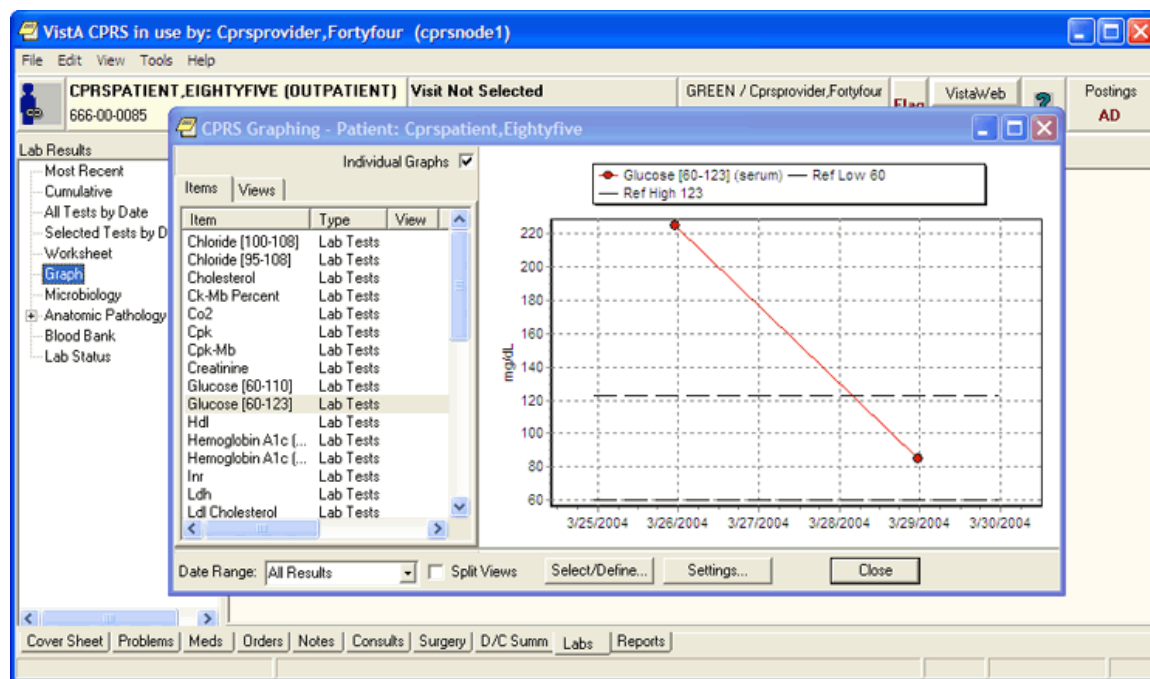 VistA CPRS in use by: Cprsprovider,Fortyfour (cprsnode1)
File Edit View Tools Help
CPRSPATIENT,EIGHTYFIVE (OUTPATIENT) Visit Not Selected GREEN / Cprsprovider,Fortyfour Flag VistaWeb ? Postings
666-00-0085 AD
CPRS Graphing - Patient: Cprspatient,Eightyfive
Lab Results
Most Recent
Cumulative
All Tests by Date
Selected Tests by D
Worksheet
Graph
Microbiology
Anatomic Pathology
Blood Bank
Lab Status
Individual Graphs
Items Views
Item Type View
Chloride [100-108] Lab Tests
Chloride [95-108] Lab Tests
Cholesterol Lab Tests
Ck-Mb Percent Lab Tests
Co2 Lab Tests
Cpk Lab Tests
Cpk-Mb Lab Tests
Creatinine Lab Tests
Glucose [60-110] Lab Tests
Glucose [60-123] Lab Tests
Hdl Lab Tests
Hemoglobin A1c (... Lab Tests
Hemoglobin A1c (... Lab Tests
Inr Lab Tests
Ldh Lab Tests
Ldl Cholesterol Lab Tests
Glucose [60-123] (serum) Ref Low 60
Ref High 123
220
200
180
160
140
120
100
80
60
mg/dL
3/25/2004 3/26/2004 3/27/2004 3/28/2004 3/29/2004 3/30/2004
Date Range: All Results Split Views Select/Define... Settings... Close
Cover Sheet Problems Meds Orders Notes Consults Surgery D/C Summ Labs Reports